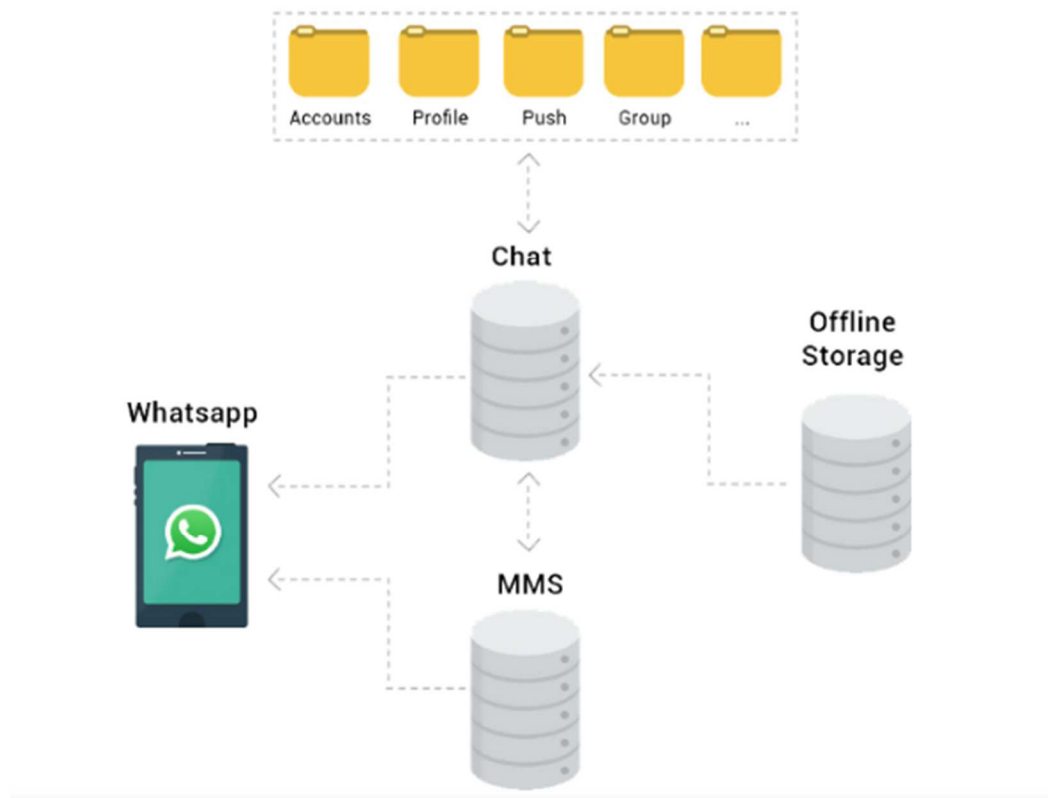 Accounts
Profile
Push
Group
...
Chat
Offline
Storage
Whatsapp
MMS